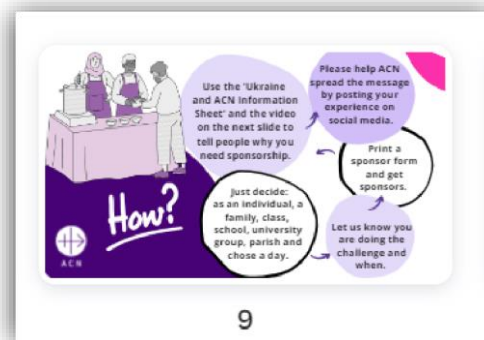 How?
ACN
Just decide:
as an individual, a
family, class,
school, university
group, parish and
chose a day.
Let us know you
are doing the
challenge and
when.
Print a
sponsor form
and get
sponsors.
Use the 'Ukraine
and ACN Information
Sheet' and the video
on the next slide to
tell people why you
need sponsorship.
Please help ACN
spread the message
by posting your
experience on
social media.
9